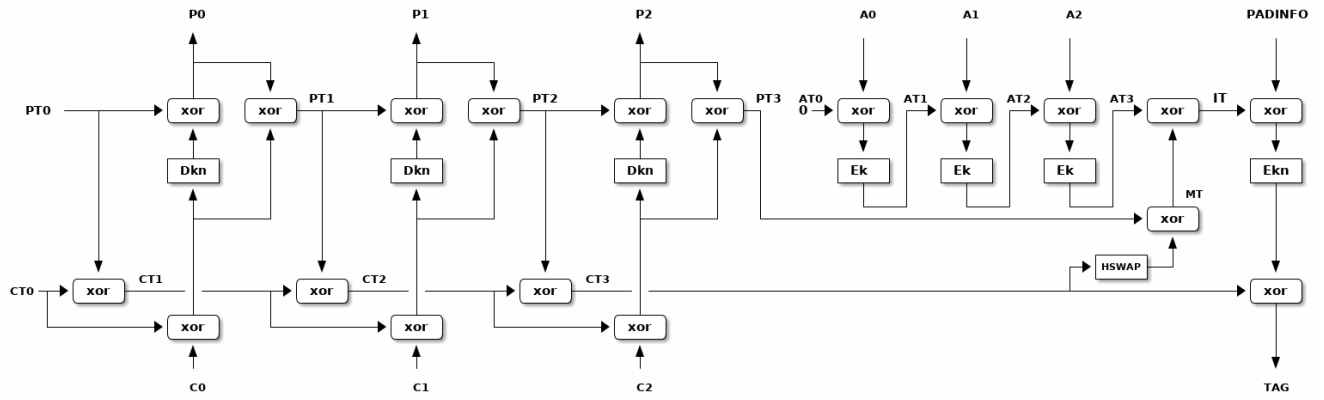 P0 P1 P2 A0 A1 A2 PADINFO
PT0 xor xor PT1 xor xor PT2 xor xor PT3 AT0 0 xor AT1 xor AT2 xor AT3 xor IT xor
Dkn Dkn Dkn Ek Ek Ek Ekn
MT
xor
HSWAP
CT0 xor CT1 xor CT2 xor CT3 xor
xor xor xor
C0 C1 C2 TAG